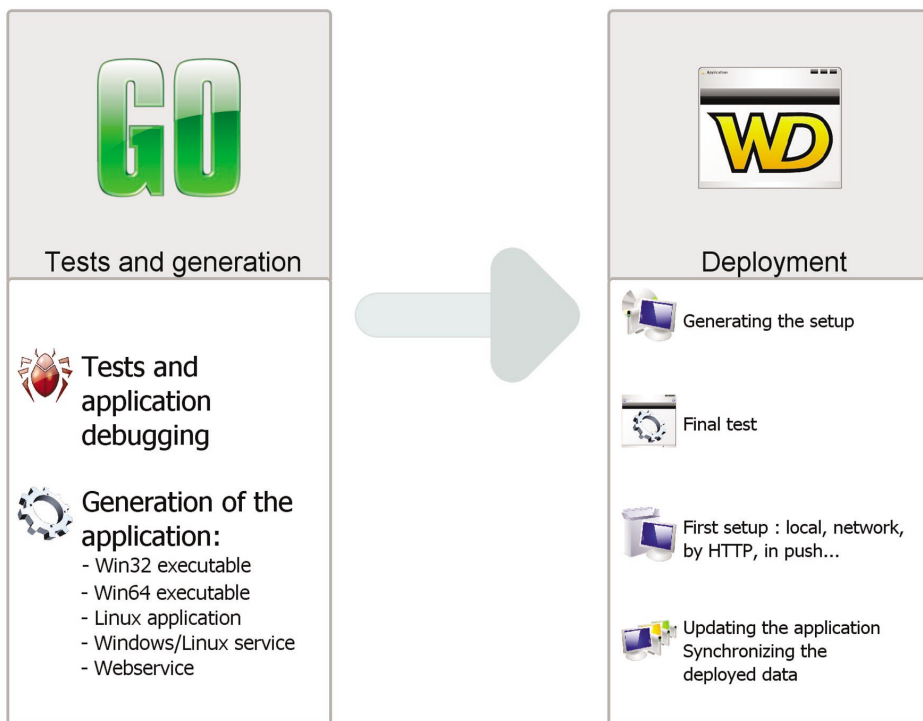 GO
Tests and generation
Tests and
application
debugging
Generation of the
application:
- Win32 executable
- Win64 executable
- Linux application
- Windows/Linux service
- Webservice
Application
WD
Deployment
Generating the setup
Final test
First setup : local, network,
by HTTP, in push...
Updating the application
Synchronizing the
deployed data